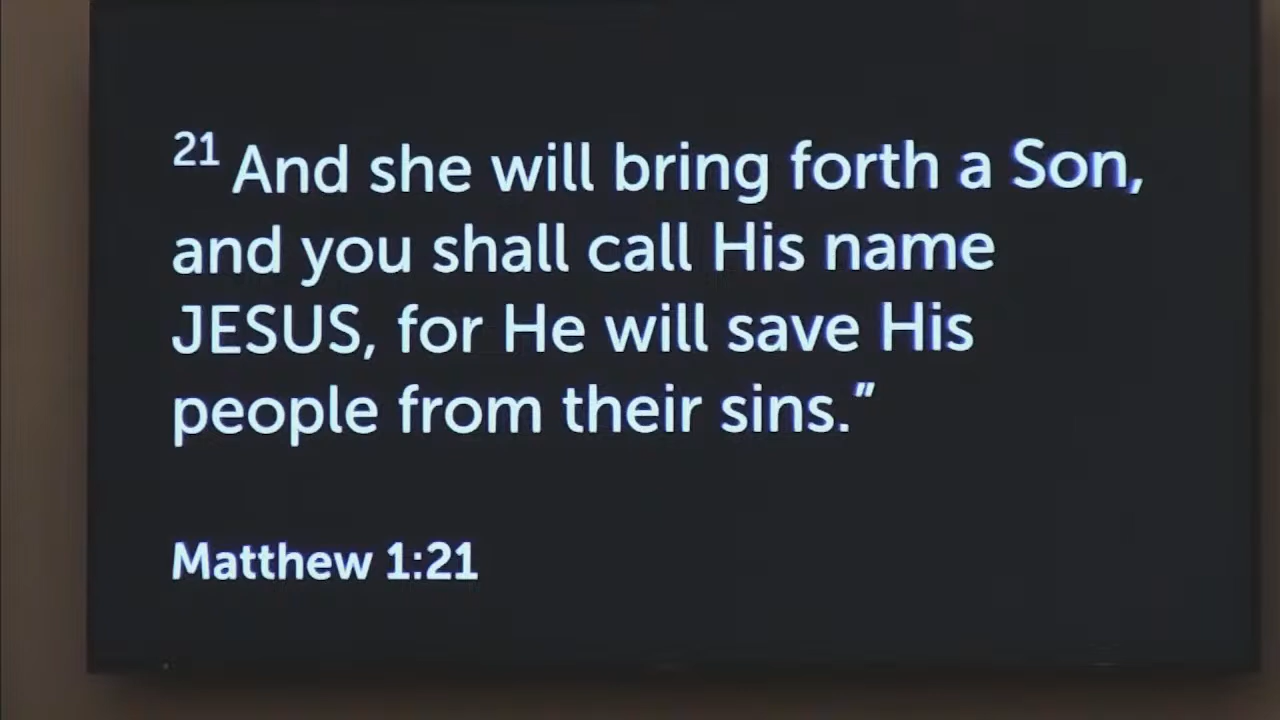 21 And she will bring forth a Son,
and you shall call His name
JESUS, for He will save His
people from their sins.”
Matthew 1:21